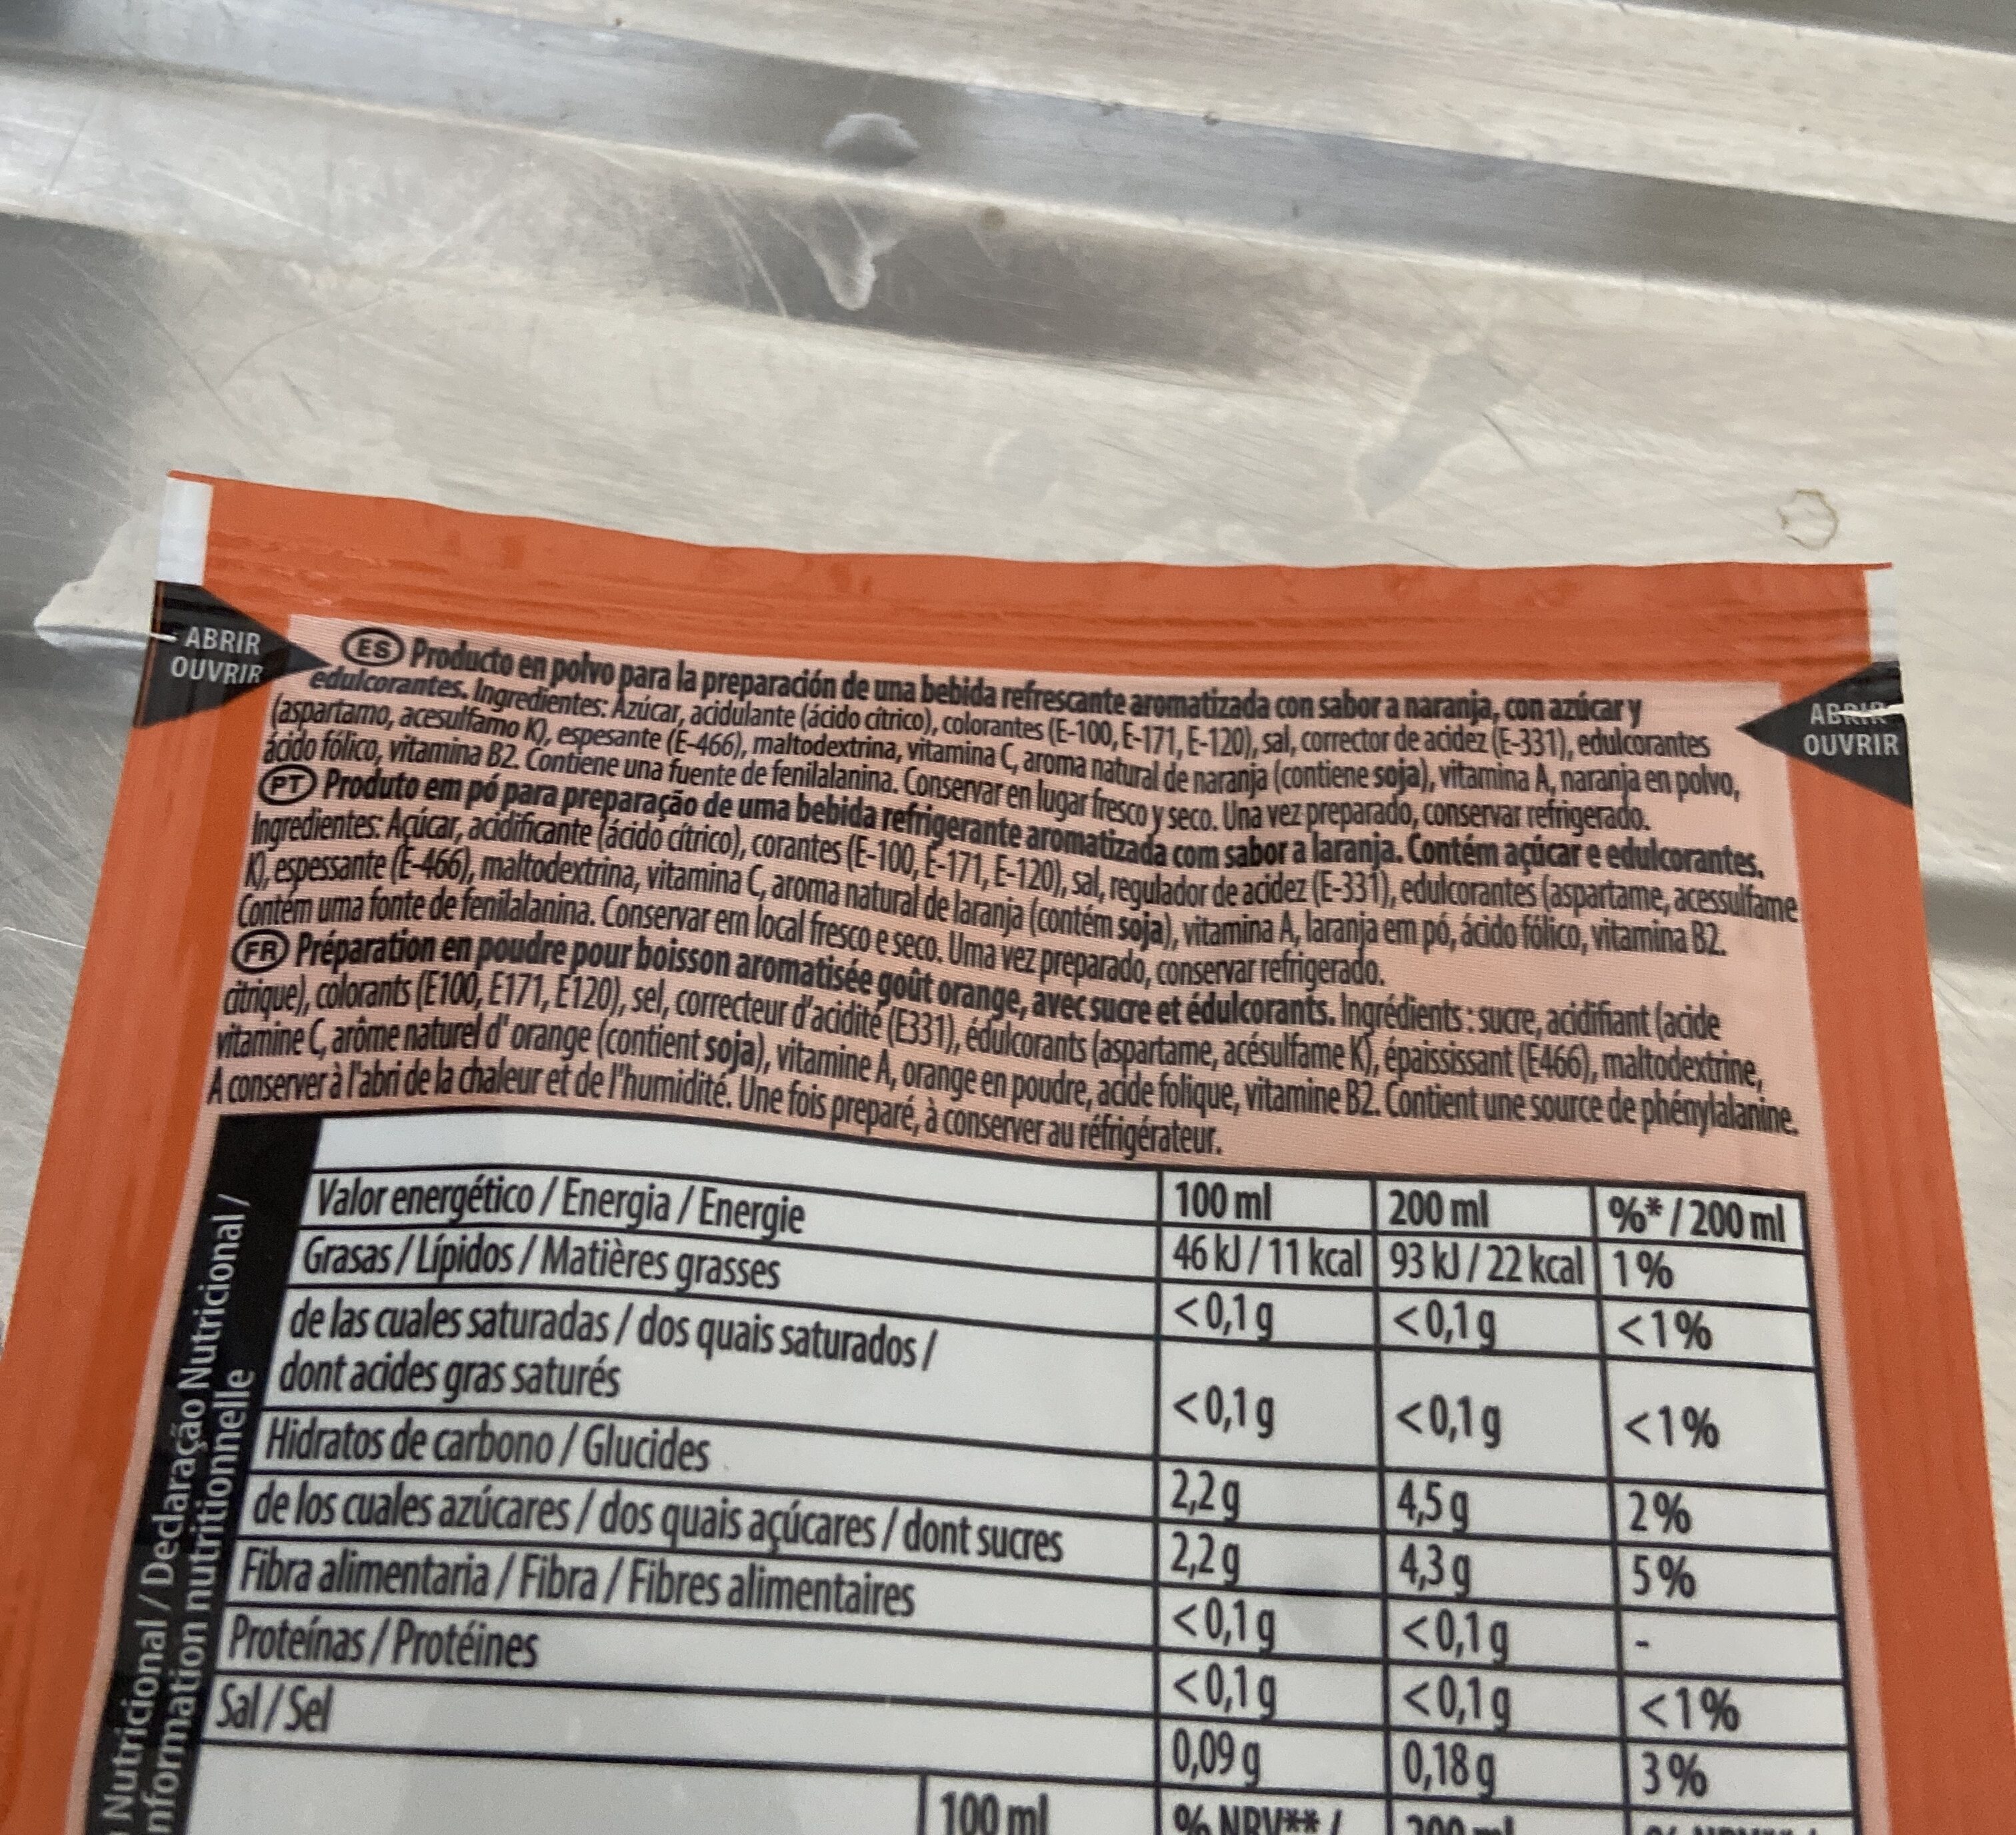 ABRIR
OUVRIR
ES Producto en polvo para la preparación de una bebida refrescante aromatizada con sabor a naranja, con azúcar y
edulcorantes. Ingredientes: Azúcar, acidulante (ácido cítrico), colorantes (E-100, E-171, E-120), sal, corrector de acidez (E-331), edulcorantes
(aspartamo, acesulfamo K), espesante (E-466), maltodextrina, vitamina C, aroma natural de naranja (contiene soja), vitamina A, naranja en polvo,
ácido fólico, vitamina B2. Contiene una fuente de fenilalanina. Conservar en lugar fresco y seco. Una vez preparado, conservar refrigerado.
PT Produto em pó para preparação de uma bebida refrigerante aromatizada com sabor a laranja. Contém açúcar e edulcorantes.
Ingredientes: Açúcar, acidificante (ácido cítrico), corantes (E-100, E-171, E-120), sal, regulador de acidez (E-331), edulcorantes (aspartame, acessulfame
K), espessante (E-466), maltodextrina, vitamina C, aroma natural de laranja (contém soja), vitamina A, laranja em pó, ácido fólico, vitamina B2.
Contém uma fonte de fenilalanina. Conservar em local fresco e seco. Uma vez preparado, conservar refrigerado.
FR Préparation en poudre pour boisson aromatisée goût orange, avec sucre et édulcorants. Ingrédients : sucre, acidifiant (acide
citrique), colorants (E100, E171, E120), sel, correcteur d'acidité (E331), édulcorants (aspartame, acésulfame K), épaississant (E466), maltodextrine,
vitamine C, arôme naturel d' orange (contient soja), vitamine A, orange en poudre, acide folique, vitamine B2. Contient une source de phénylalanine.
A conserver à l'abri de la chaleur et de l'humidité. Une fois preparé, à conserver au réfrigérateur.
ABRIR
OUVRIR
Nutricional / Declaração Nutricional /
nformation nutritionnelle
100 ml 200 ml %* / 200 ml
Valor energético / Energia / Energie 46 kJ / 11 kcal 93 kJ / 22 kcal 1%
Grasas / Lípidos / Matières grasses <0,1 g <0,1 g <1%
de las cuales saturadas / dos quais saturados /
dont acides gras saturés <0,1 g <0,1 g <1%
Hidratos de carbono / Glucides 2,2 g 4,5 g 2%
de los cuales azúcares / dos quais açúcares / dont sucres 2,2 g 4,3 g 5%
Fibra alimentaria / Fibra / Fibres alimentaires <0,1 g <0,1 g -
Proteínas / Protéines <0,1 g <0,1 g <1%
Sal / Sel 0,09 g 0,18 g 3%
100 ml % NRV** / 200 ml